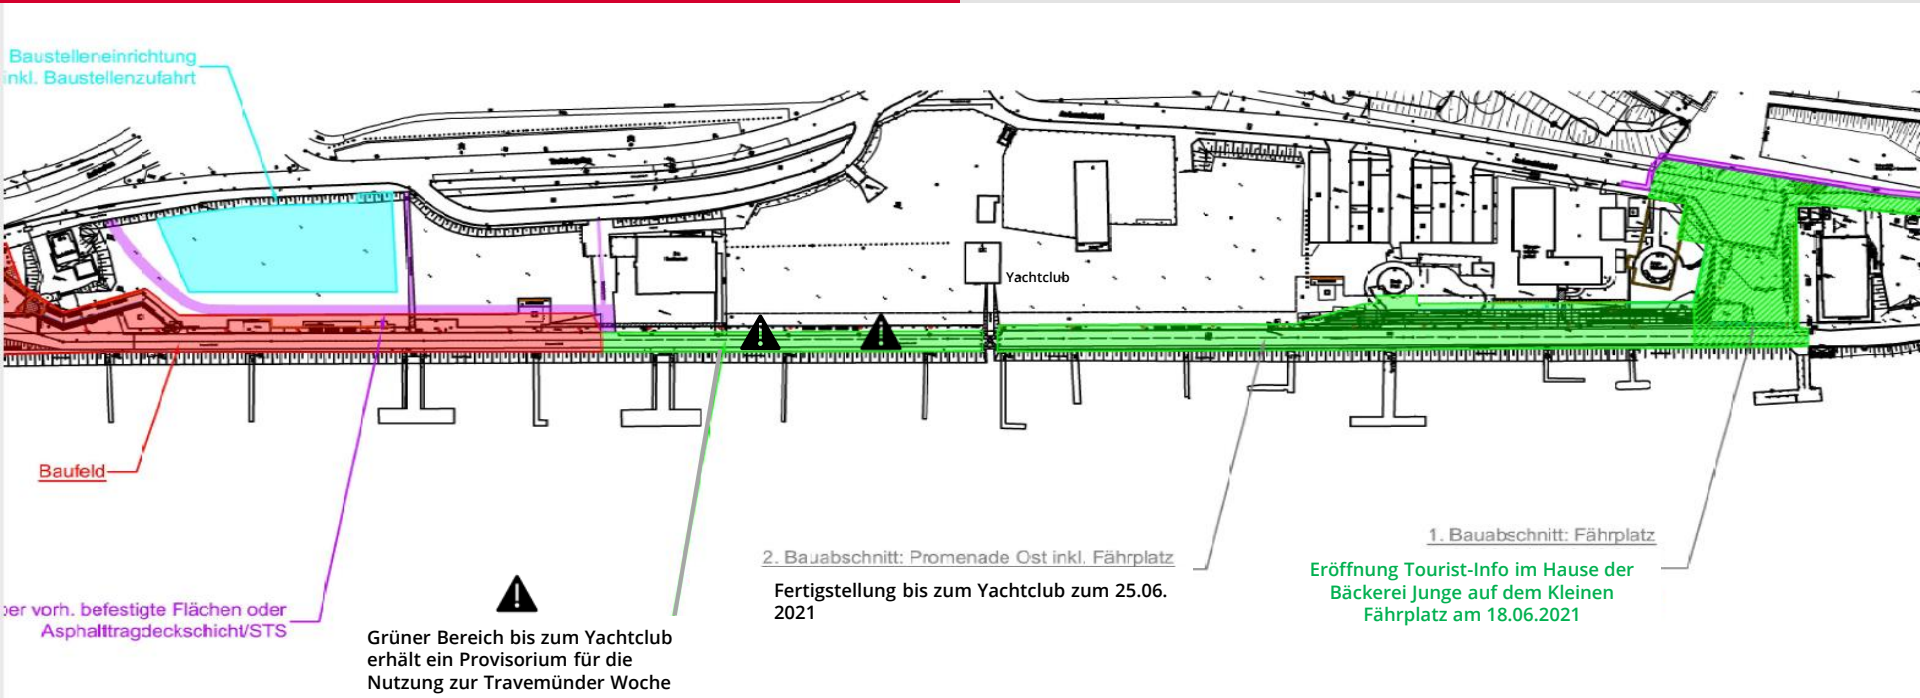 Baustelleneinrichtung
inkl. Baustellenzufahrt
Yachtclub
Baufeld
2. Bauabschnitt: Promenade Ost inkl. Fährplatz
Fertigstellung bis zum Yachtclub zum 25.06.
2021
1. Bauabschnitt: Fährplatz
Eröffnung Tourist-Info im Hause der
Bäckerei Junge auf dem Kleinen
Fährplatz am 18.06.2021
vorh. befestigte Flächen oder
Asphalttragdeckschicht/STS
Grüner Bereich bis zum Yachtclub
erhält ein Provisorium für die
Nutzung zur Travemünder Woche